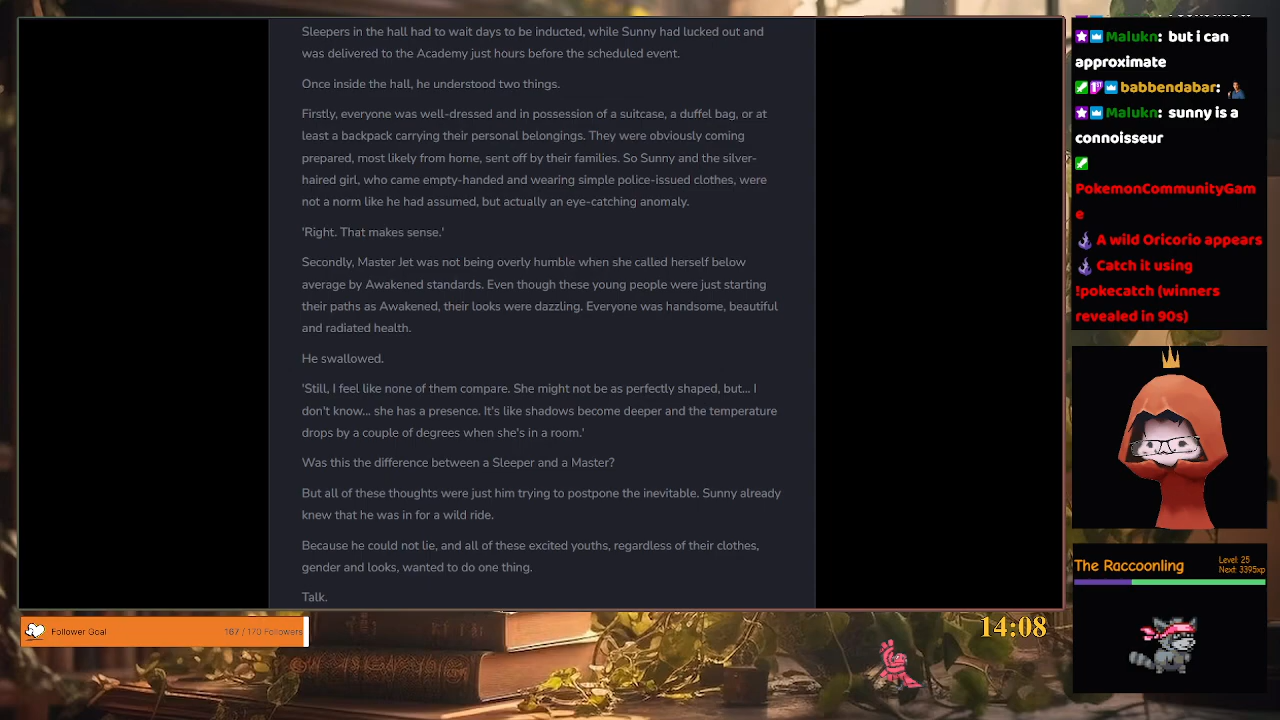 Sleepers in the hall had to wait days to be inducted, while Sunny had lucked out and
was delivered to the Academy just hours before the scheduled event.
Once inside the hall, he understood two things.
Firstly, everyone was well-dressed and in possession of a suitcase, a duffel bag, or at
least a backpack carrying their personal belongings. They were obviously coming
prepared, most likely from home, sent off by their families. So Sunny and the silver-
haired girl, who came empty-handed and wearing simple police-issued clothes, were
not a norm like he had assumed, but actually an eye-catching anomaly.
'Right. That makes sense.'
Secondly, Master Jet was not being overly humble when she called herself below
average by Awakened standards. Even though these young people were just starting
their paths as Awakened, their looks were dazzling. Everyone was handsome, beautiful
and radiated health.
He swallowed.
'Still, I feel like none of them compare. She might not be as perfectly shaped, but... I
don't know... she has a presence. It's like shadows become deeper and the temperature
drops by a couple of degrees when she's in a room.'
Was this the difference between a Sleeper and a Master?
But all of these thoughts were just him trying to postpone the inevitable. Sunny already
knew that he was in for a wild ride.
Because he could not lie, and all of these excited youths, regardless of their clothes,
gender and looks, wanted to do one thing.
Talk.
Malukn: but i can
approximate
babbendabar:
Malukn: sunny is a
connoisseur
PokemonCommunityGam
e
A wild Oricorio appears
Catch it using
!pokecatch (winners
revealed in 90s)
The Raccoonling
Level: 25
Next: 3395xp
Follower Goal
167 / 170 Followers
14:08